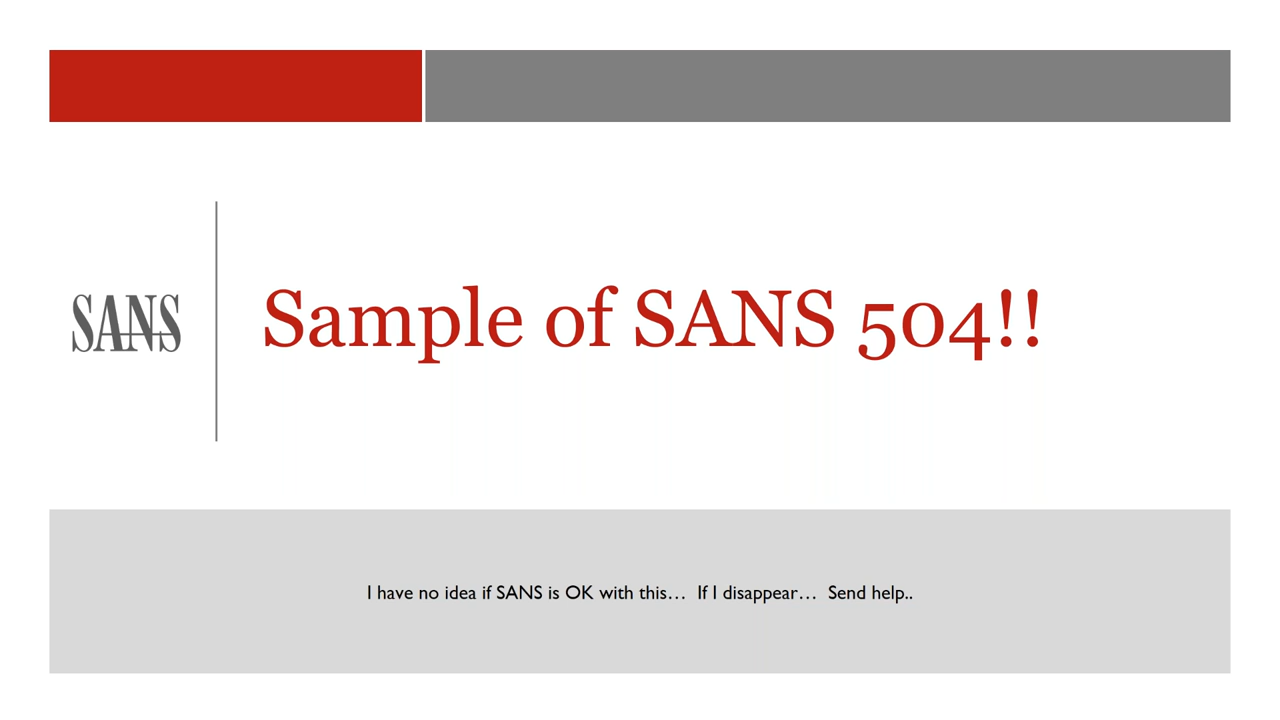 SANS
Sample of SANS 504!!
I have no idea if SANS is OK with this… If I disappear… Send help..